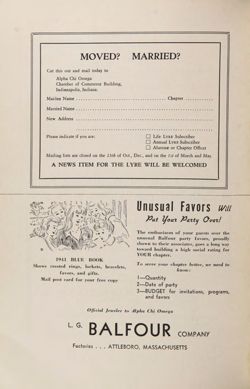 MOVED? MARRIED?
Cut this out and mail today to
Alpha Chi Omega
Chamber of Commerce Building,
Indianapolis, Indiana.
Maiden Name
Chapter
Married Name
New Address
Please indicate if you are:
Life LYRE Subscriber
Annual LYRE Subscriber
Alumnae or Chapter Officer
Mailing lists are closed on the 25th of Oct., Dec., and on the 1st of March and May
A NEWS ITEM FOR THE LYRE WILL BE WELCOMED
Unusual Favors Will
Put Your Party Over!
The enthusiasm of your guests over the
unusual Balfour party favors, proudly
shown to their associates, goes a long way
toward building a high social rating for
YOUR chapter.
To serve your chapter better, we need to
know:
1—Quantity
2—Date of party
3—BUDGET for invitations, programs,
and favors
1941 BLUE BOOK
Shows crested rings, lockets, bracelets,
favors, and gifts.
Mail post card for your free copy
Official Jeweler to Alpha Chi Omega
L. G. BALFOUR COMPANY
Factories . . . ATTLEBORO, MASSACHUSETTS